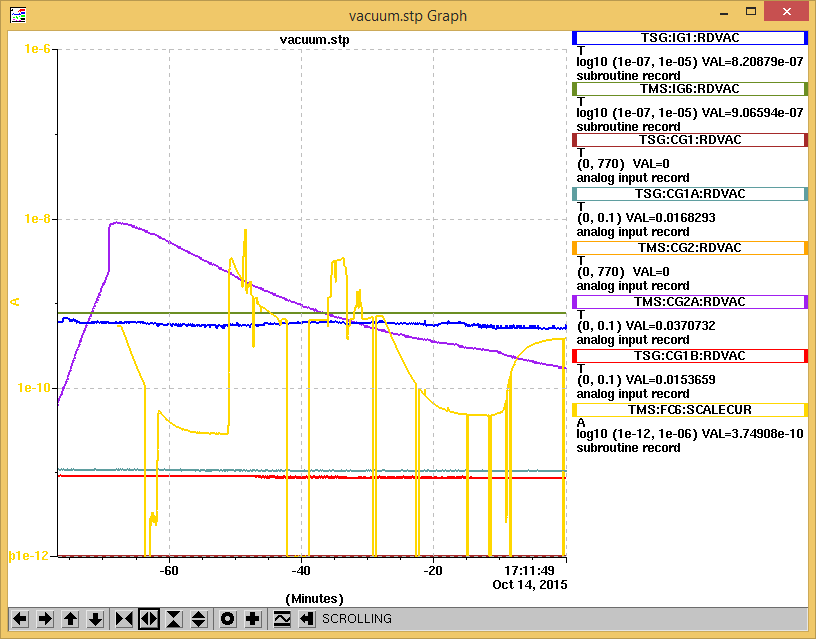 vacuum.stp Graph
vacuum.stp
1e-6
1e-8
A
1e-10
1e-12
-60
-40
-20
17:11:49
Oct 14, 2015
(Minutes)
TSG:IG1:RDVAC
T
log10 (1e-07, 1e-05) VAL=8.20879e-07
subroutine record
TMS:IG6:RDVAC
T
log10 (1e-07, 1e-05) VAL=9.06594e-07
subroutine record
TSG:CG1:RDVAC
T
(0, 770) VAL=0
analog input record
TSG:CG1A:RDVAC
T
(0, 0.1) VAL=0.0168293
analog input record
TMS:CG2:RDVAC
T
(0, 770) VAL=0
analog input record
TMS:CG2A:RDVAC
T
(0, 0.1) VAL=0.0370732
analog input record
TSG:CG1B:RDVAC
T
(0, 0.1) VAL=0.0153659
analog input record
TMS:FC6:SCALECUR
A
log10 (1e-12, 1e-06) VAL=3.74908e-10
subroutine record
SCROLLING